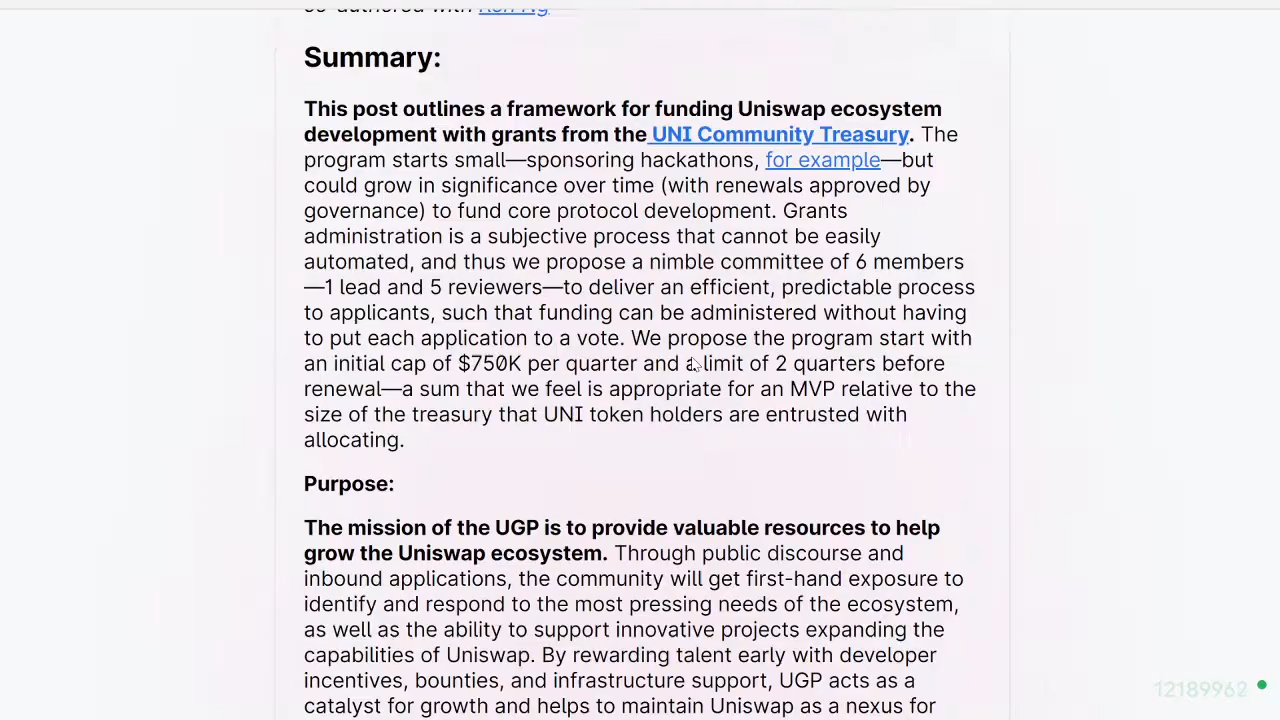 co-authored with Ken Ng
Summary:
This post outlines a framework for funding Uniswap ecosystem
development with grants from the UNI Community Treasury. The
program starts small—sponsoring hackathons, for example—but
could grow in significance over time (with renewals approved by
governance) to fund core protocol development. Grants
administration is a subjective process that cannot be easily
automated, and thus we propose a nimble committee of 6 members
—1 lead and 5 reviewers—to deliver an efficient, predictable process
to applicants, such that funding can be administered without having
to put each application to a vote. We propose the program start with
an initial cap of $750K per quarter and a limit of 2 quarters before
renewal—a sum that we feel is appropriate for an MVP relative to the
size of the treasury that UNI token holders are entrusted with
allocating.
Purpose:
The mission of the UGP is to provide valuable resources to help
grow the Uniswap ecosystem. Through public discourse and
inbound applications, the community will get first-hand exposure to
identify and respond to the most pressing needs of the ecosystem,
as well as the ability to support innovative projects expanding the
capabilities of Uniswap. By rewarding talent early with developer
incentives, bounties, and infrastructure support, UGP acts as a
catalyst for growth and helps to maintain Uniswap as a nexus for
12189962